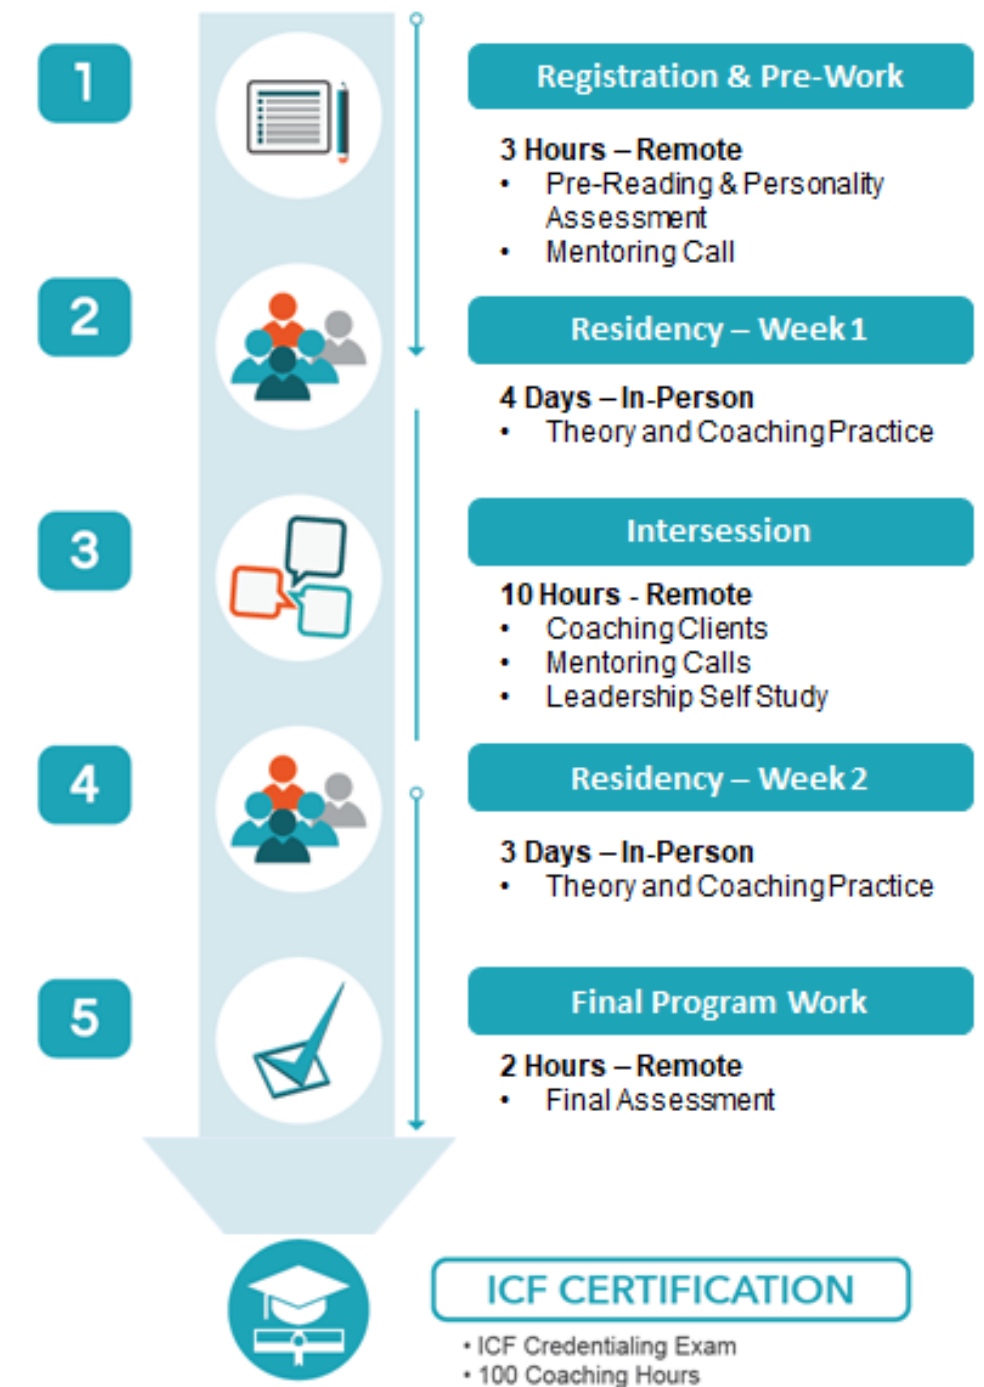 1
Registration & Pre-Work
3 Hours – Remote
• Pre-Reading & Personality
Assessment
• Mentoring Call
2
Residency – Week 1
4 Days – In-Person
• Theory and Coaching Practice
3
Intersession
10 Hours - Remote
• Coaching Clients
• Mentoring Calls
• Leadership Self Study
4
Residency – Week 2
3 Days – In-Person
• Theory and Coaching Practice
5
Final Program Work
2 Hours – Remote
• Final Assessment
ICF CERTIFICATION
• ICF Credentialing Exam
• 100 Coaching Hours